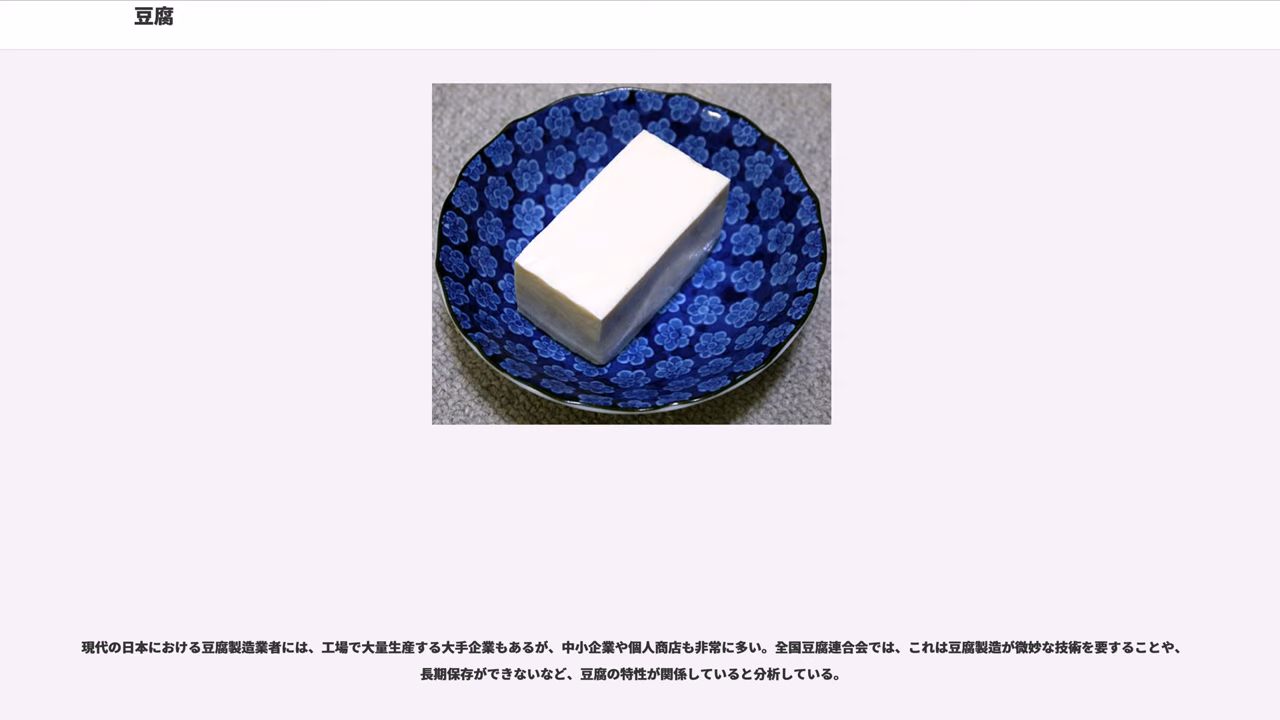 豆腐
現代の日本における豆腐製造業者には、工場で大量生産する大手企業もあるが、中小企業や個人商店も非常に多い。全国豆腐連合会では、これは豆腐製造が微妙な技術を要することや、
長期保存ができないなど、豆腐の特性が関係していると分析している。